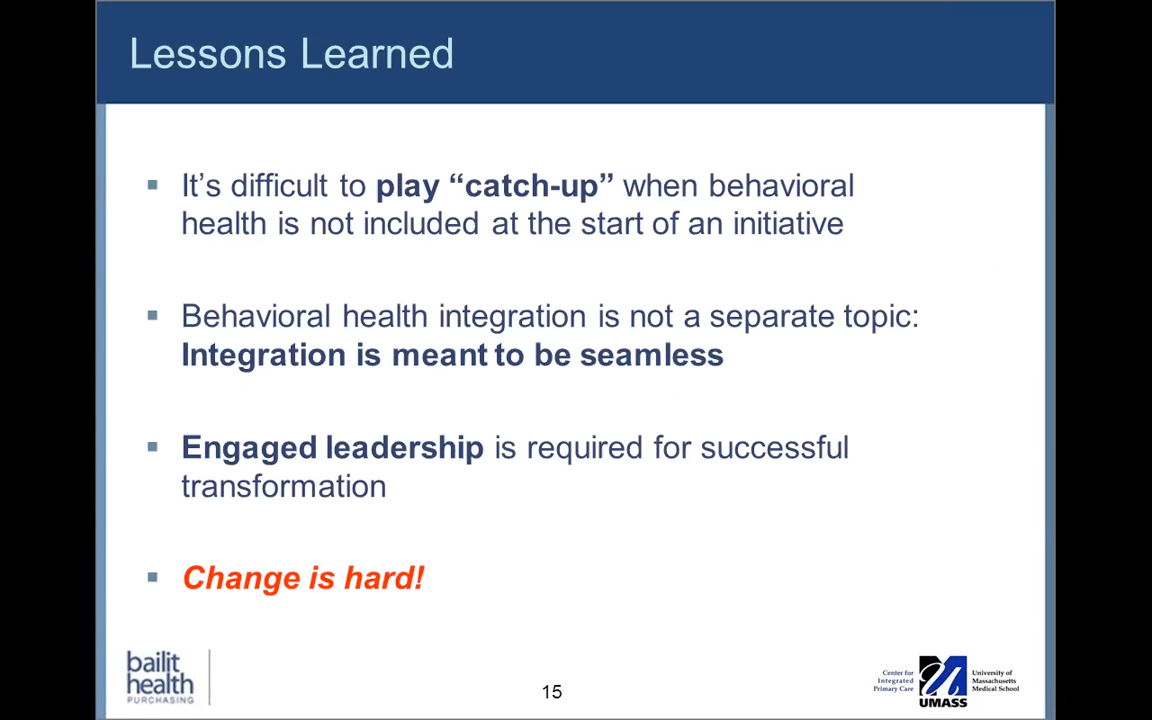 Lessons Learned
It’s difficult to play “catch-up” when behavioral
health is not included at the start of an initiative
Behavioral health integration is not a separate topic:
Integration is meant to be seamless
Engaged leadership is required for successful
transformation
Change is hard!
bailit
health
PURCHASING
15
Center for
Integrated
Primary Care
UMASS
University of
Massachusetts
Medical School